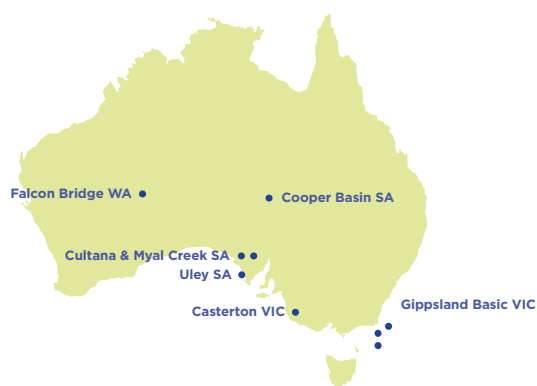 Falcon Bridge WA
Cooper Basin SA
Cultana & Myal Creek SA
Uley SA
Gippsland Basic VIC
Casterton VIC